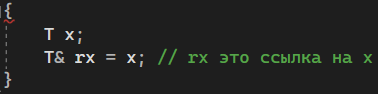 {
T x;
T& rx = x; // rx это ссылка на x
}